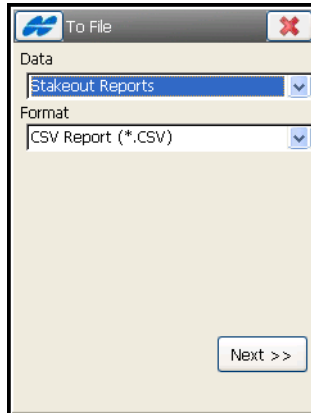 To File
Data
Stakeout Reports
Format
CSV Report (*.CSV)
Next >>